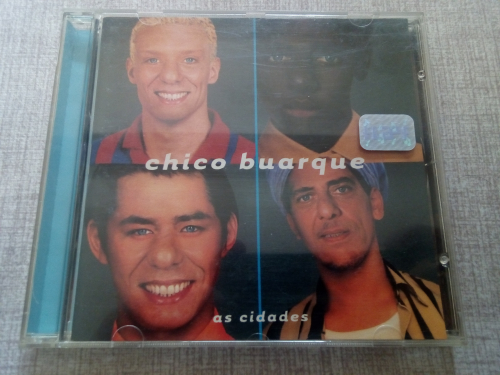 chico buarque
as cidades